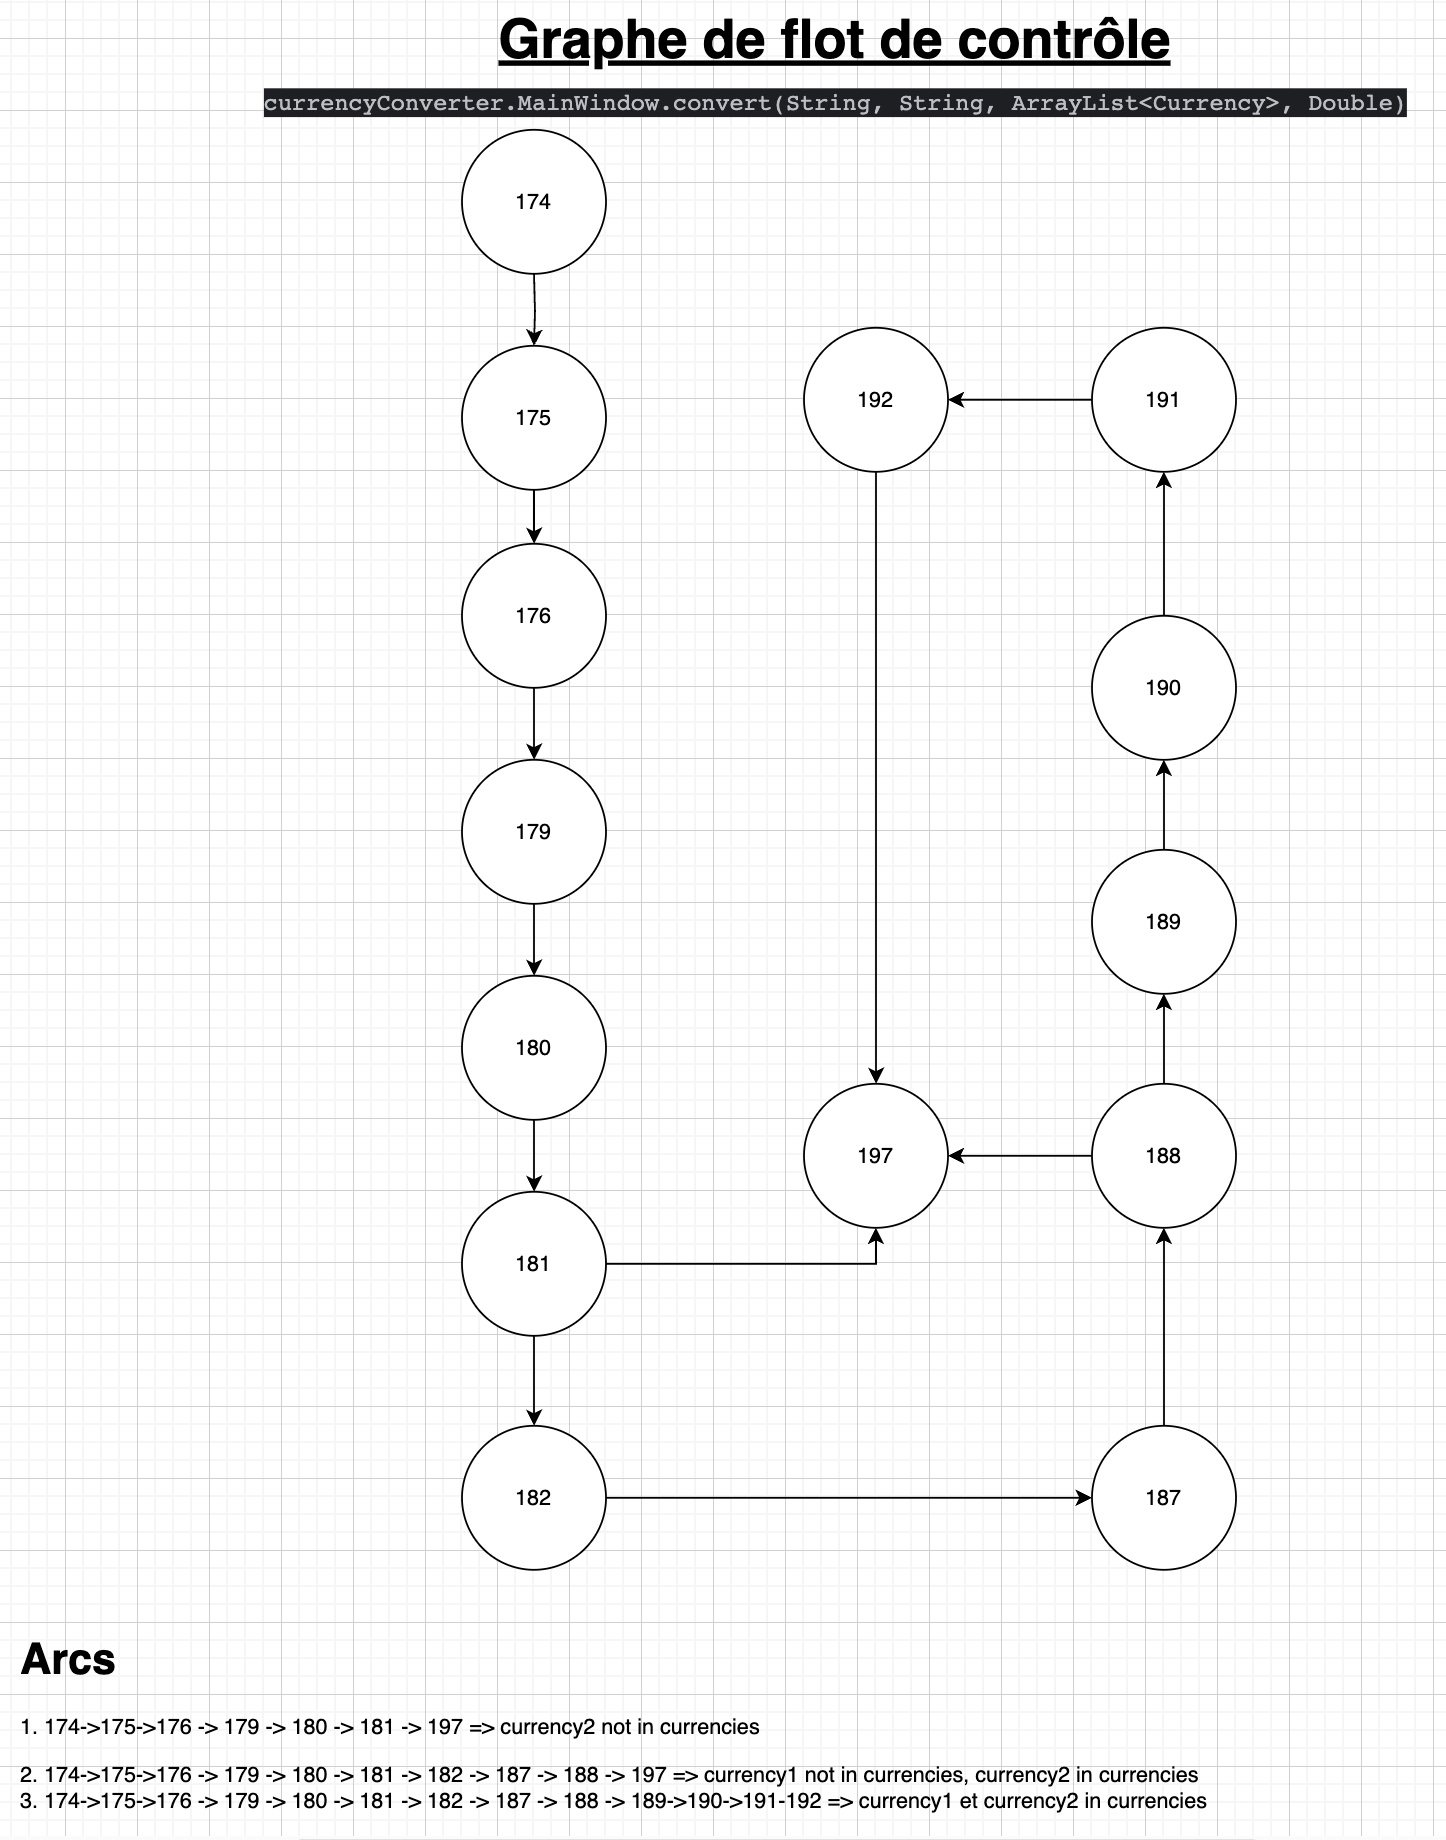 Graphe de flot de contrôle
currencyConverter.MainWindow.convert(String, String, ArrayList<Currency>, Double)
174
175
192
191
176
190
179
189
180
197
188
181
182
187
Arcs
1. 174->175->176 -> 179 -> 180 -> 181 -> 197 => currency2 not in currencies
2. 174->175->176 -> 179 -> 180 -> 181 -> 182 -> 187 -> 188 -> 197 => currency1 not in currencies, currency2 in currencies
3. 174->175->176 -> 179 -> 180 -> 181 -> 182 -> 187 -> 188 -> 189->190->191-192 => currency1 et currency2 in currencies